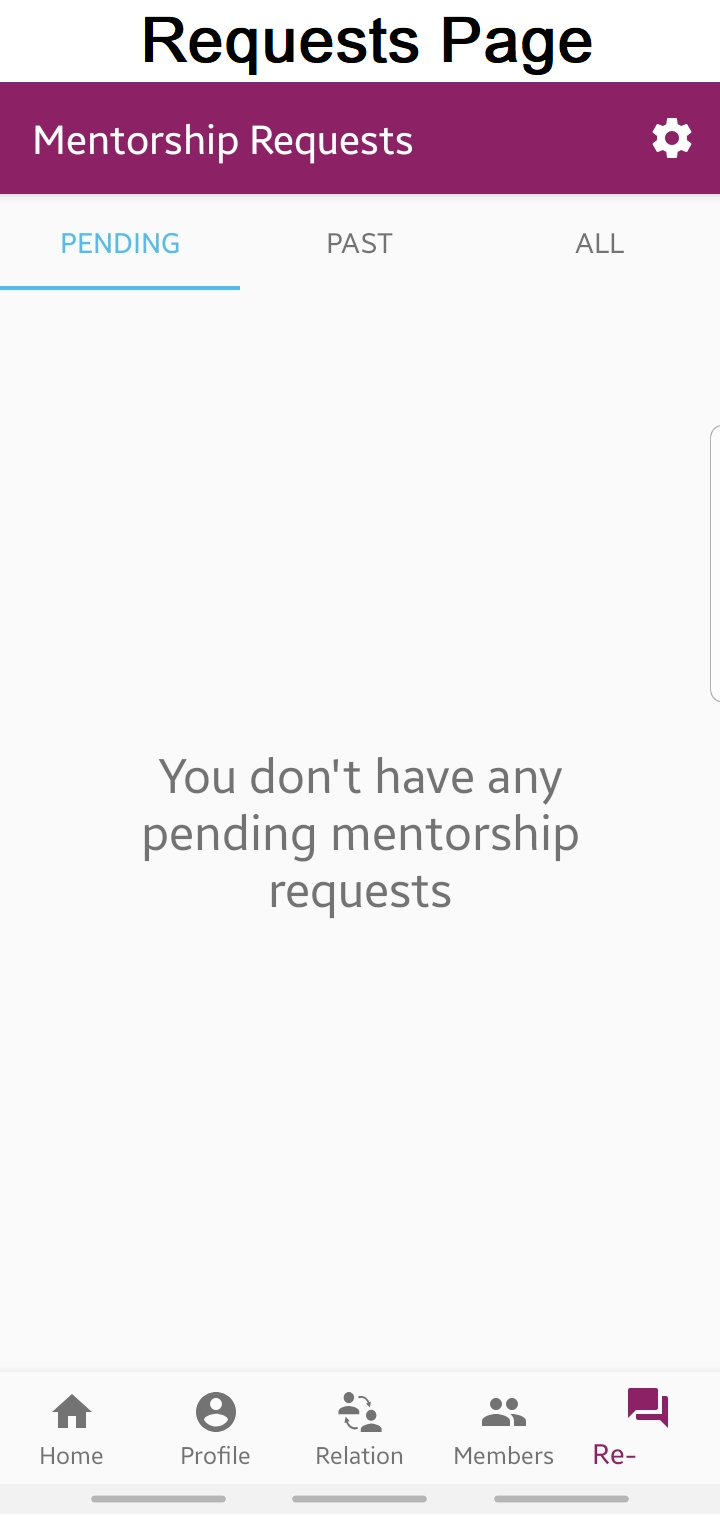 Requests Page
Mentorship Requests
PENDING
PAST
ALL
You don't have any
pending mentorship
requests
Home
Profile
Relation
Members
Re-